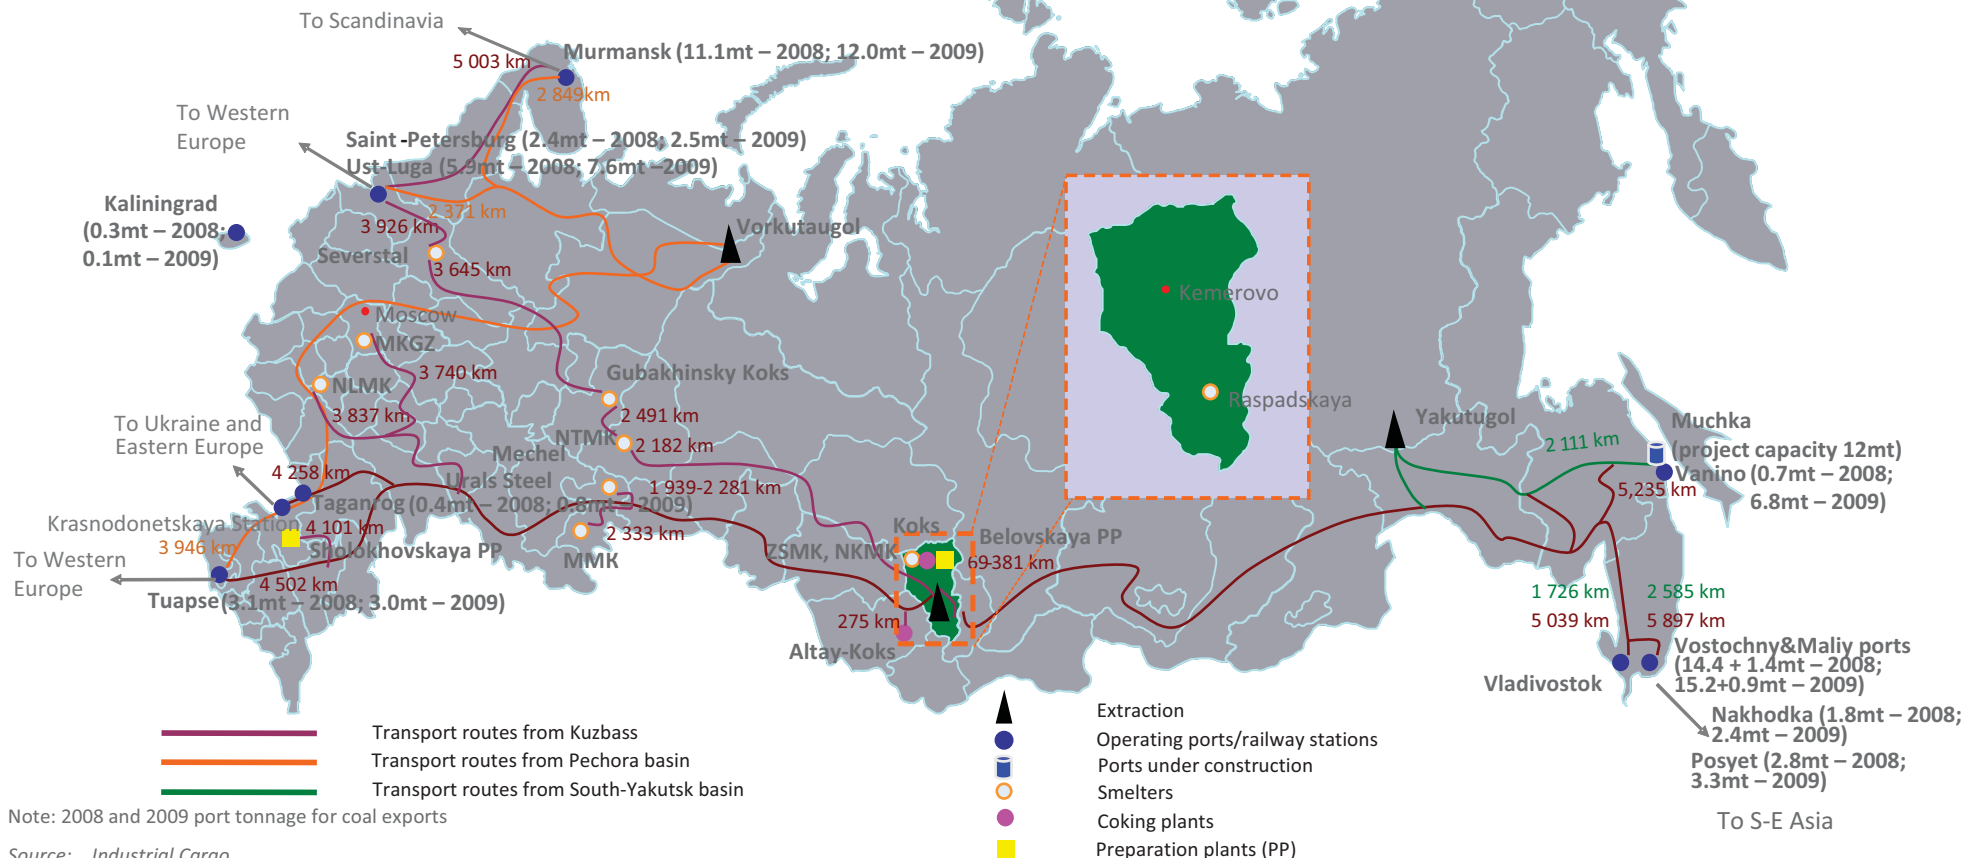 To Scandinavia
Murmansk (11.1mt – 2008; 12.0mt – 2009)
5 003 km
2 849km
To Western
Europe
Saint-Petersburg (2.4mt – 2008; 2.5mt – 2009)
Ust-Luga (5.9mt – 2008; 7.6mt –2009)
Kaliningrad
(0.3mt – 2008;
0.1mt – 2009)
2 371 km
3 926 km
Vorkutaugol
Severstal
3 645 km
Kemerovo
Moscow
MKGZ
3 740 km
Gubakhinsky Koks
NLMK
Raspadskaya
3 837 km
2 491 km
Yakutugol
Muchka
(project capacity 12mt)
2 111 km
To Ukraine and
Eastern Europe
NTMK
2 182 km
Mechel
4 258 km
Urals Steel
1 939-2 281 km
Vanino (0.7mt – 2008;
6.8mt – 2009)
5,235 km
Taganrog (0.4mt – 2008; 0.8mt – 2009)
Krasnodonetskaya Station
4 101 km
2 333 km
Koks
Belovskaya PP
3 946 km
Sholokhovskaya PP
MMK
ZSMK, NKMK
69-381 km
To Western
Europe
4 502 km
Tuapse (3.1mt – 2008; 3.0mt – 2009)
275 km
Altay-Koks
1 726 km
2 585 km
5 039 km
5 897 km
Vostochny&Maliy ports
(14.4 + 1.4mt – 2008;
15.2+0.9mt – 2009)
Vladivostok
Nakhodka (1.8mt – 2008;
2.4mt – 2009)
Posyet (2.8mt – 2008;
3.3mt – 2009)
To S-E Asia
Transport routes from Kuzbass
Transport routes from Pechora basin
Transport routes from South-Yakutsk basin
Extraction
Operating ports/railway stations
Ports under construction
Smelters
Coking plants
Preparation plants (PP)
Note: 2008 and 2009 port tonnage for coal exports
Source: Industrial Cargo